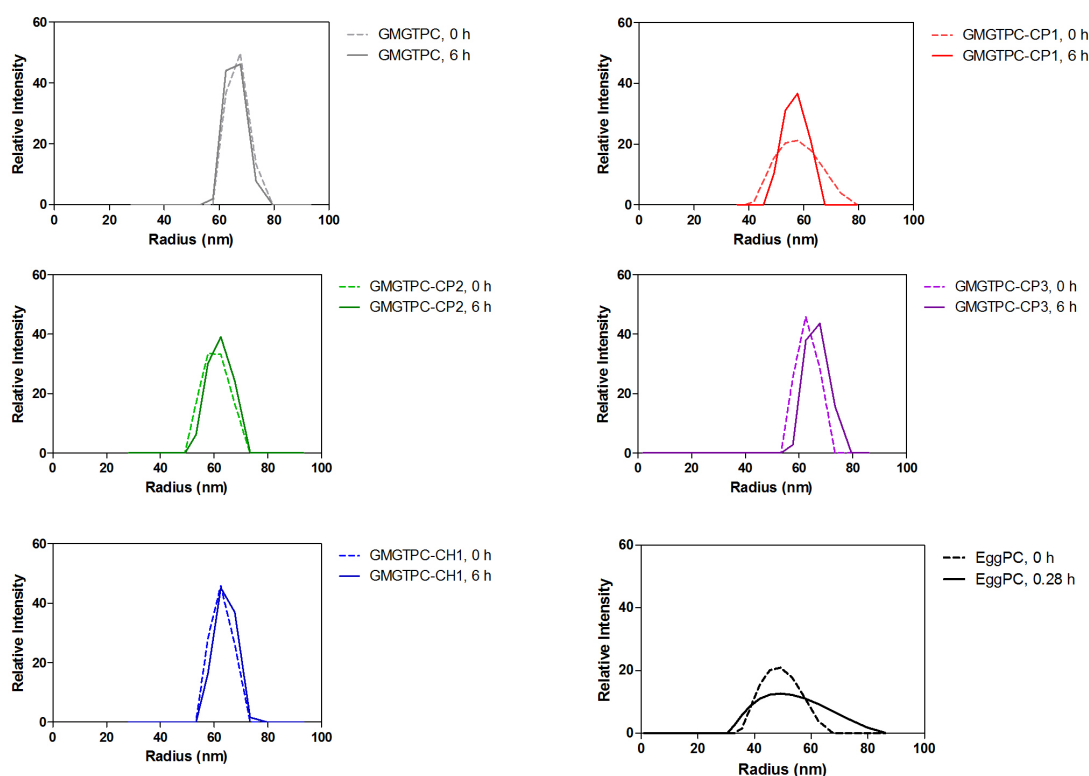 GMGTPC, 0 h
GMGTPC, 6 h
Relative Intensity
60
40
20
0
0 20 40 60 80 100
Radius (nm)
GMGTPC-CP1, 0 h
GMGTPC-CP1, 6 h
Relative Intensity
60
40
20
0
0 20 40 60 80 100
Radius (nm)
GMGTPC-CP2, 0 h
GMGTPC-CP2, 6 h
Relative Intensity
60
40
20
0
0 20 40 60 80 100
Radius (nm)
GMGTPC-CP3, 0 h
GMGTPC-CP3, 6 h
Relative Intensity
60
40
20
0
0 20 40 60 80 100
Radius (nm)
GMGTPC-CH1, 0 h
GMGTPC-CH1, 6 h
Relative Intensity
60
40
20
0
0 20 40 60 80 100
Radius (nm)
EggPC, 0 h
EggPC, 0.28 h
Relative Intensity
60
40
20
0
0 20 40 60 80 100
Radius (nm)